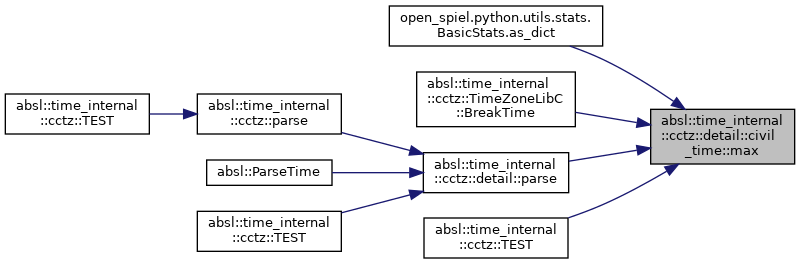 open_spiel.python.utils.stats.
BasicStats.as_dict
absl::time_internal
::cctz::TimeZoneLibC
::BreakTime
absl::time_internal
::cctz::TEST
absl::time_internal
::cctz::parse
absl::time_internal
::cctz::detail::civil
_time::max
absl::ParseTime
absl::time_internal
::cctz::detail::parse
absl::time_internal
::cctz::TEST
absl::time_internal
::cctz::TEST